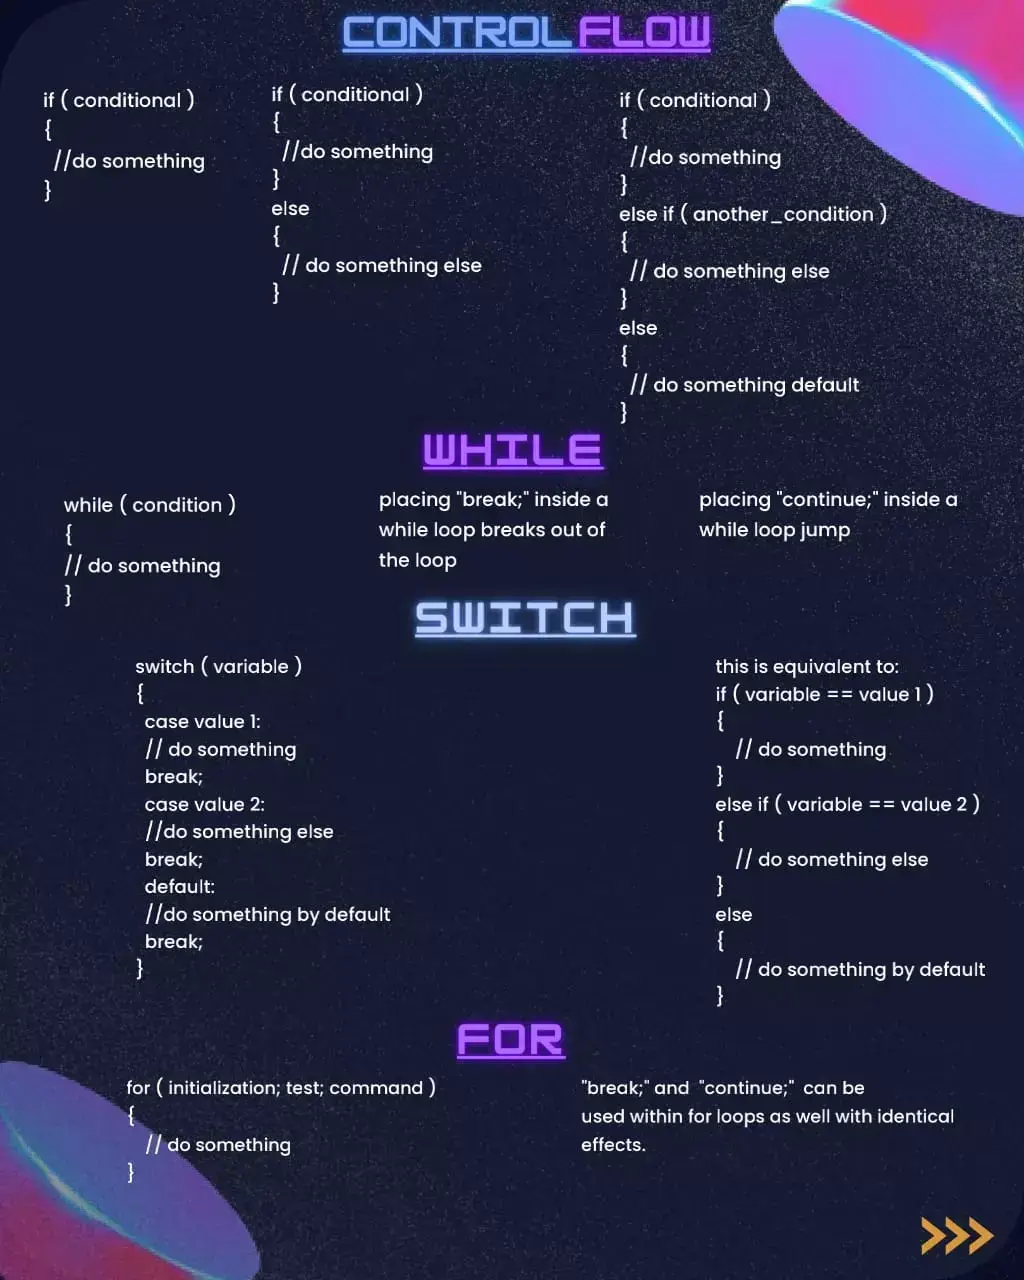 CONTROL FLOW
if ( conditional )
{
//do something
}
if ( conditional )
{
//do something
}
else
{
// do something else
}
if ( conditional )
{
//do something
}
else if ( another_condition )
{
// do something else
}
else
{
// do something default
}
WHILE
while ( condition )
{
// do something
}
placing "break;" inside a
while loop breaks out of
the loop
placing "continue;" inside a
while loop jump
SWITCH
switch ( variable )
{
case value 1:
// do something
break;
case value 2:
//do something else
break;
default:
//do something by default
break;
}
this is equivalent to:
if ( variable == value 1 )
{
// do something
}
else if ( variable == value 2 )
{
// do something else
}
else
{
// do something by default
}
FOR
for ( initialization; test; command )
{
// do something
}
"break;" and "continue;" can be
used within for loops as well with identical
effects.